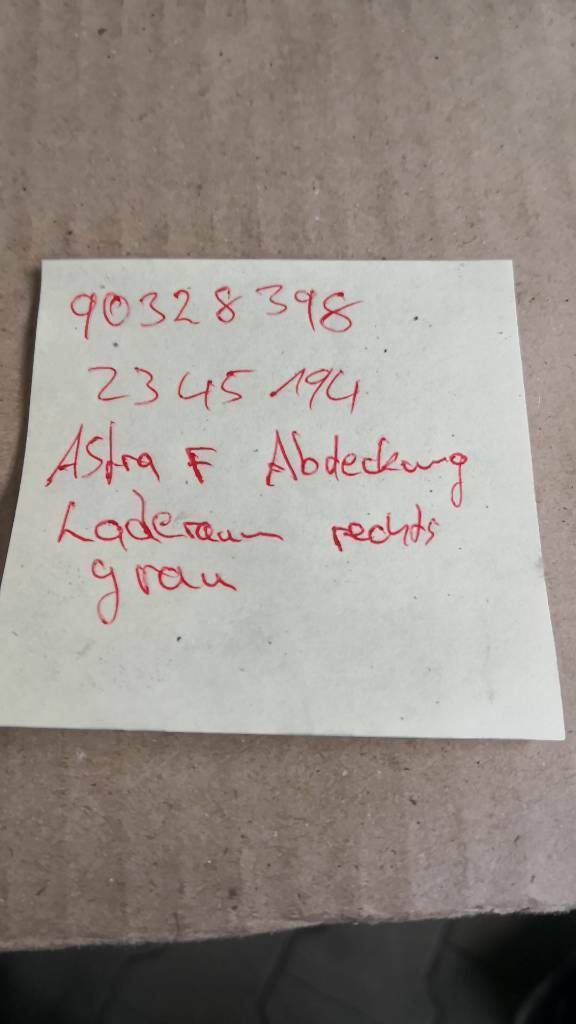 90328398
2345194
Astra F Abdeckung
Laderaum rechts
grau